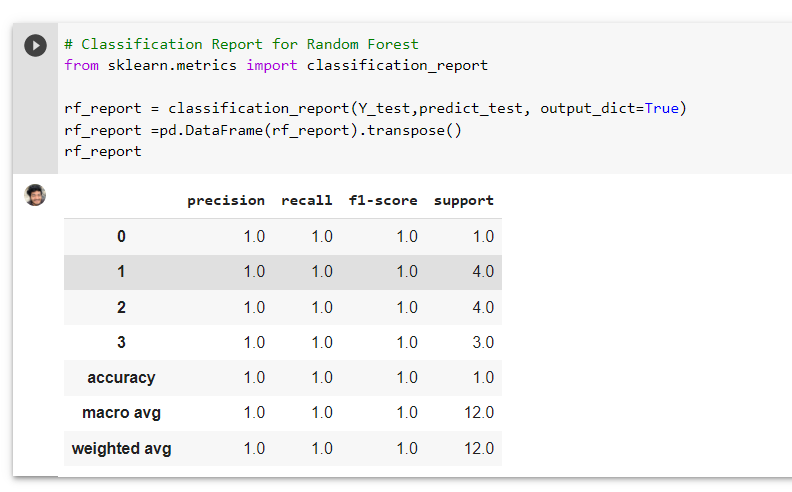 # Classification Report for Random Forest
from sklearn.metrics import classification_report
rf_report = classification_report(Y_test,predict_test, output_dict=True)
rf_report =pd.DataFrame(rf_report).transpose()
rf_report
precision recall f1-score support
0 1.0 1.0 1.0 1.0
1 1.0 1.0 1.0 4.0
2 1.0 1.0 1.0 4.0
3 1.0 1.0 1.0 3.0
accuracy 1.0 1.0 1.0 1.0
macro avg 1.0 1.0 1.0 12.0
weighted avg 1.0 1.0 1.0 12.0